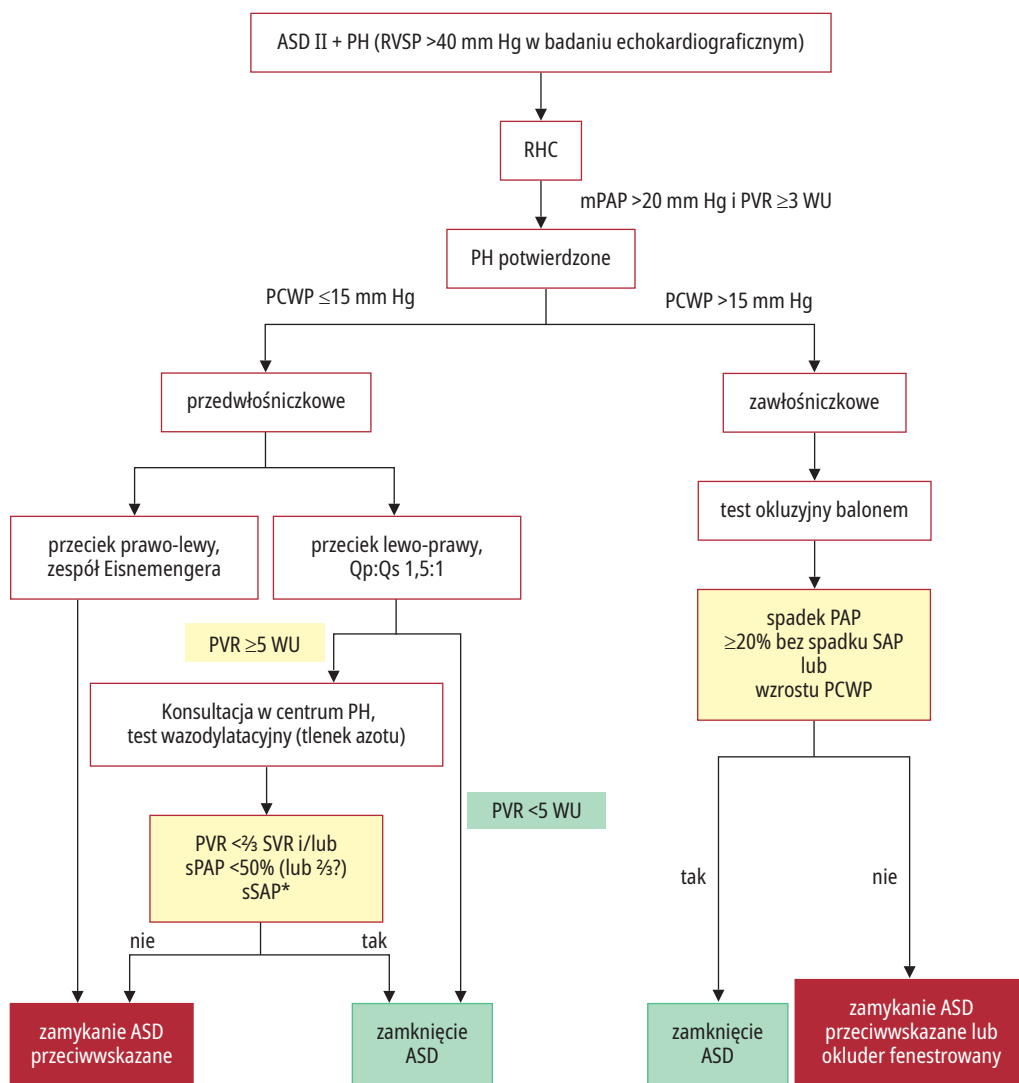 ASD II + PH (RVSP >40 mm Hg w badaniu echokardiograficznym)
RHC
mPAP >20 mm Hg i PVR ≥3 WU
PH potwierdzone
PCWP ≤15 mm Hg
PCWP >15 mm Hg
przedwłośniczkowe
zawłośniczkowe
przeciek prawo-lewy,
zespół Eisnemengera
przeciek lewo-prawy,
Qp:Qs 1,5:1
test okluzyjny balonem
PVR ≥5 WU
spadek PAP
≥20% bez spadku SAP
lub
wzrostu PCWP
Konsultacja w centrum PH,
test wazodylatacyjny (tlenek azotu)
PVR <5 WU
PVR <⅔ SVR i/lub
sPAP <50% (lub ⅔?)
sSAP*
nie
tak
tak
nie
zamykanie ASD
przeciwwskazane
zamknięcie
ASD
zamknięcie
ASD
zamykanie ASD
przeciwwskazane lub
okluder fenestrowany